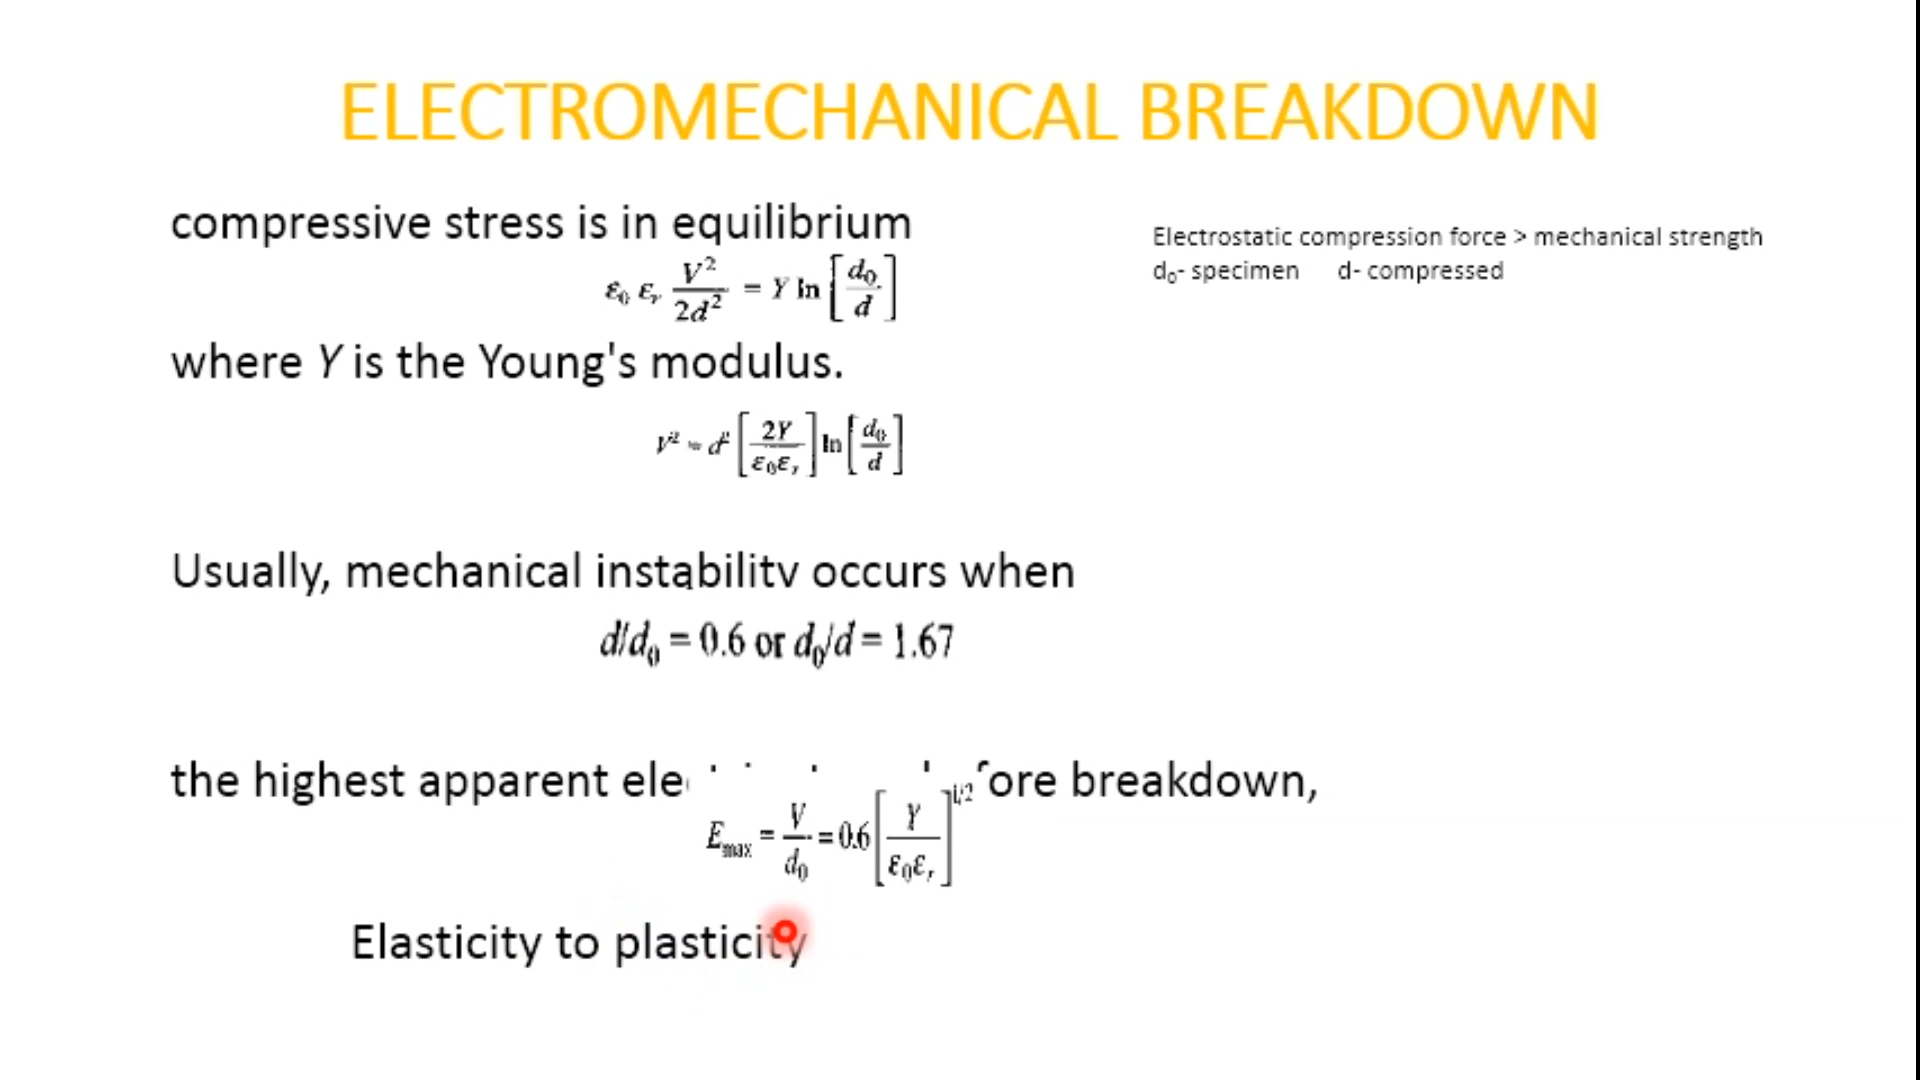 ELECTROMECHANICAL BREAKDOWN
compressive stress is in equilibrium
ε₀ εᵣ V²/2d² = Y ln [d₀/d]
Electrostatic compression force > mechanical strength
d₀- specimen d- compressed
where Y is the Young's modulus.
V² = d² [2Y/ε₀εᵣ] ln [d₀/d]
Usually, mechanical instability occurs when
d/d₀ = 0.6 or d₀/d = 1.67
the highest apparent breakdown,
E_max = V/d₀ = 0.6 [Y/ε₀εᵣ]^1/2
Elasticity to plasticity